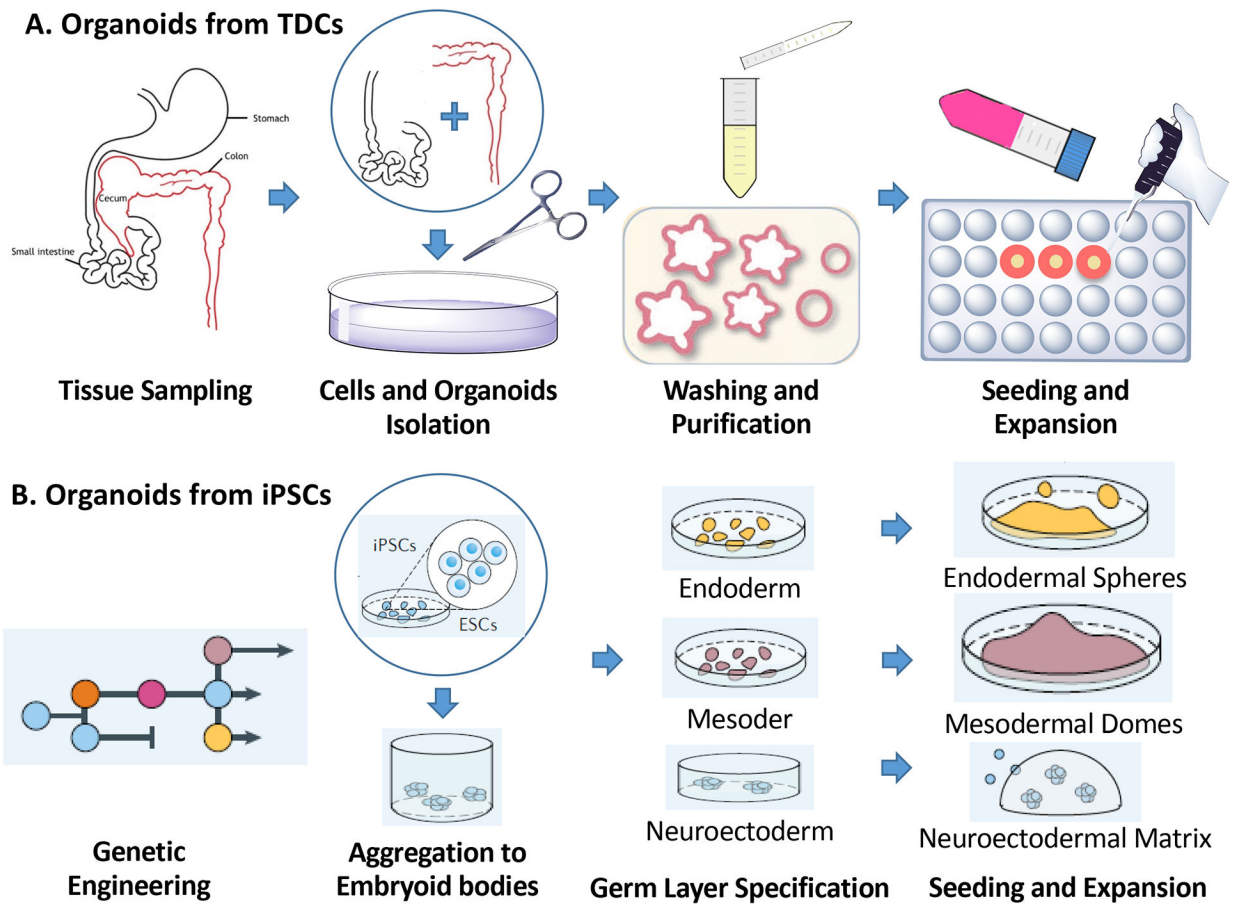 A. Organoids from TDCs
Stomach
Colon
Cecum
Small intestine
Tissue Sampling
Cells and Organoids
Isolation
Washing and
Purification
Seeding and
Expansion
B. Organoids from iPSCs
iPSCs
ESCs
Endoderm
Endodermal Spheres
Mesoder
Mesodermal Domes
Neuroectoderm
Neuroectodermal Matrix
Genetic
Engineering
Aggregation to
Embryoid bodies
Germ Layer Specification
Seeding and Expansion